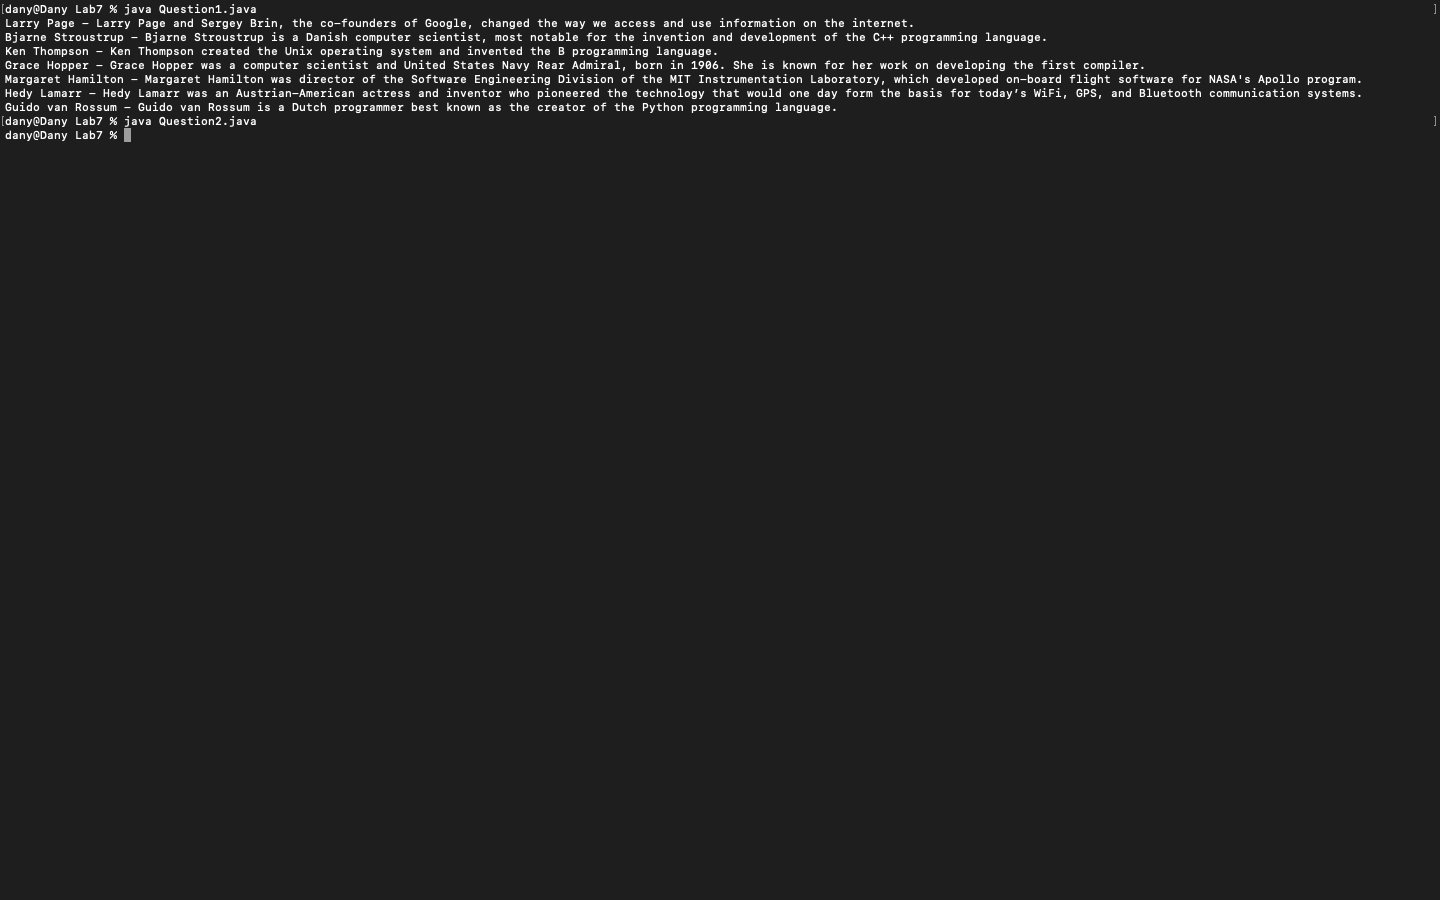 [dany@Dany Lab7 % java Question1.java ]
Larry Page – Larry Page and Sergey Brin, the co-founders of Google, changed the way we access and use information on the internet.
Bjarne Stroustrup – Bjarne Stroustrup is a Danish computer scientist, most notable for the invention and development of the C++ programming language.
Ken Thompson – Ken Thompson created the Unix operating system and invented the B programming language.
Grace Hopper – Grace Hopper was a computer scientist and United States Navy Rear Admiral, born in 1906. She is known for her work on developing the first compiler.
Margaret Hamilton – Margaret Hamilton was director of the Software Engineering Division of the MIT Instrumentation Laboratory, which developed on-board flight software for NASA's Apollo program.
Hedy Lamarr – Hedy Lamarr was an Austrian-American actress and inventor who pioneered the technology that would one day form the basis for today’s WiFi, GPS, and Bluetooth communication systems.
Guido van Rossum – Guido van Rossum is a Dutch programmer best known as the creator of the Python programming language.
[dany@Dany Lab7 % java Question2.java ]
dany@Dany Lab7 %